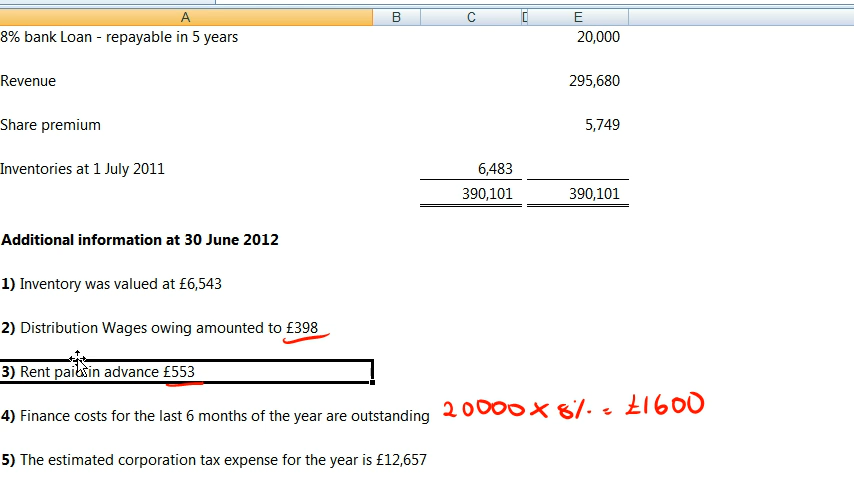 A B C D E
8% bank Loan - repayable in 5 years 20,000
Revenue 295,680
Share premium 5,749
Inventories at 1 July 2011 6,483
390,101 390,101
Additional information at 30 June 2012
1) Inventory was valued at £6,543
2) Distribution Wages owing amounted to £398
3) Rent paid in advance £553
4) Finance costs for the last 6 months of the year are outstanding 20000 x 8% = £1600
5) The estimated corporation tax expense for the year is £12,657